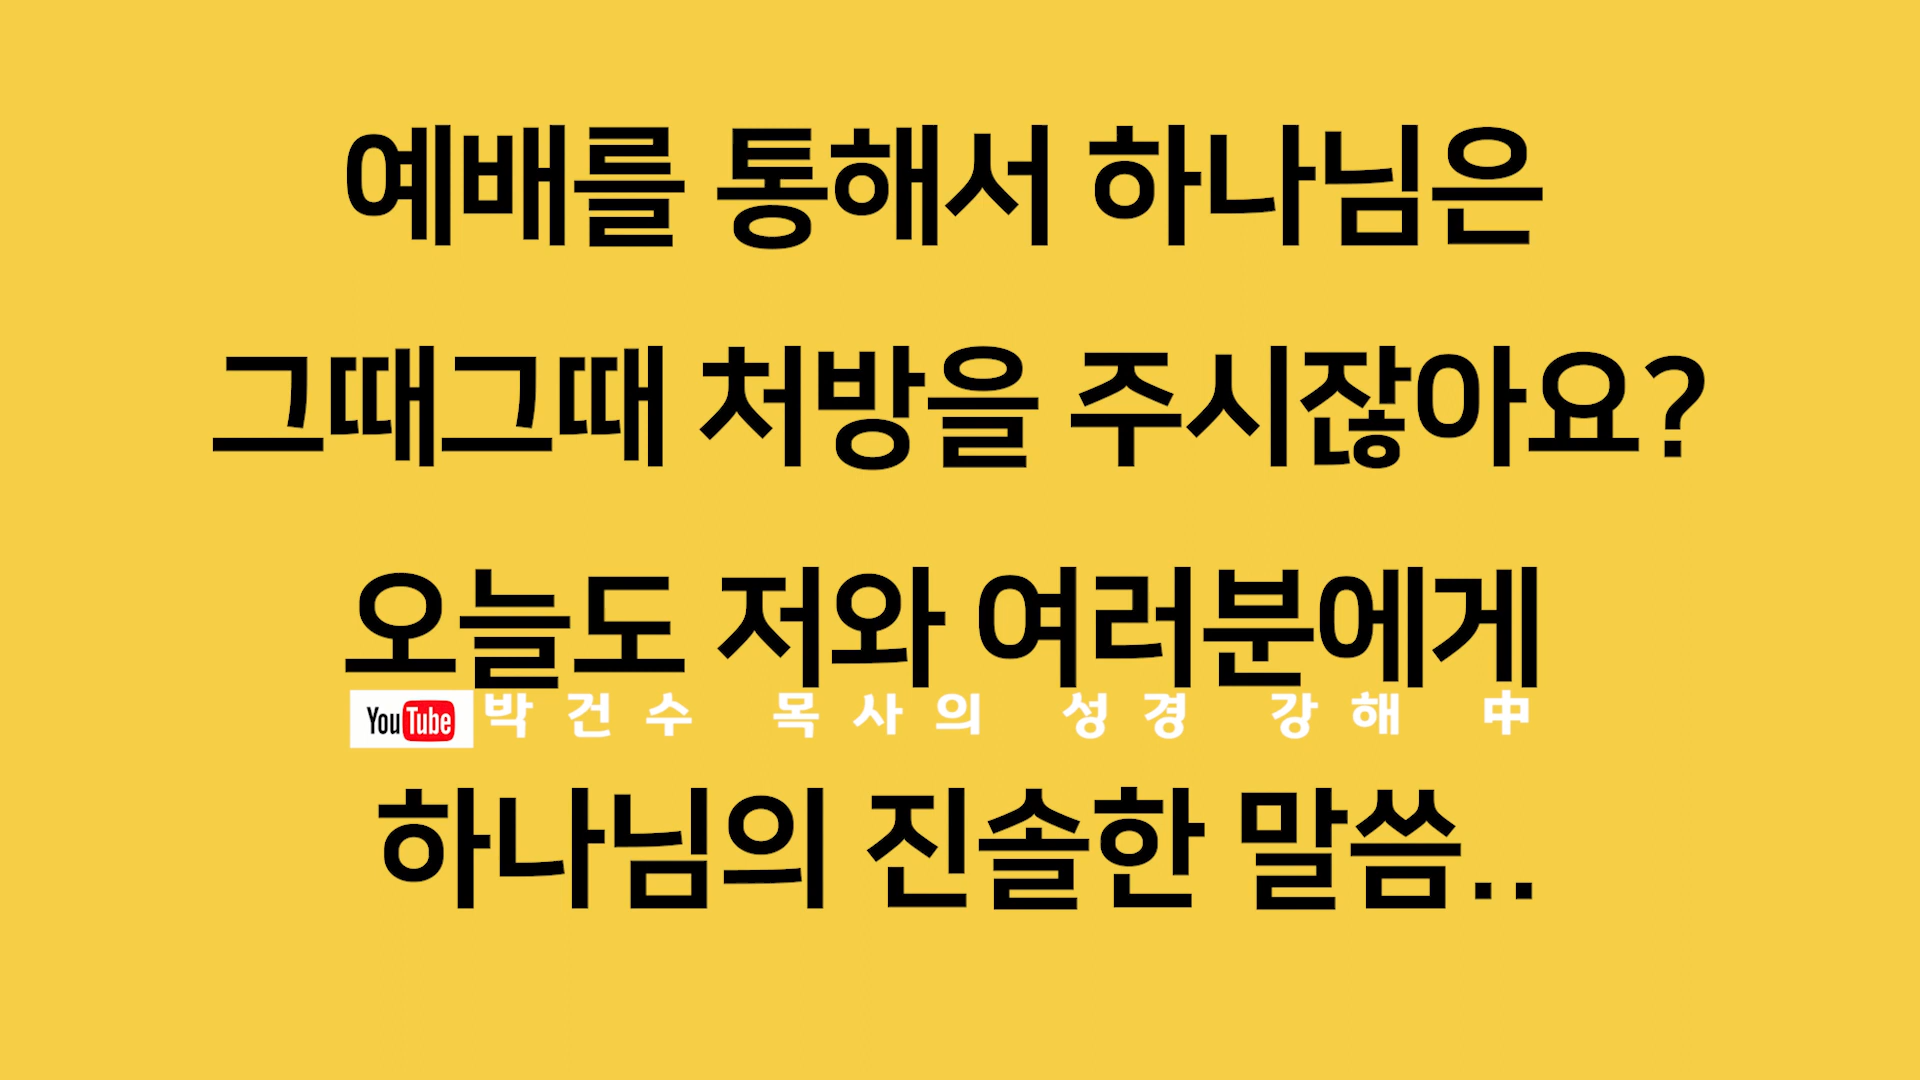 예배를 통해서 하나님은
그때그때 처방을 주시잖아요?
오늘도 저와 여러분에게
YouTube 박건수 목사의 성경 강해 中
하나님의 진솔한 말씀..